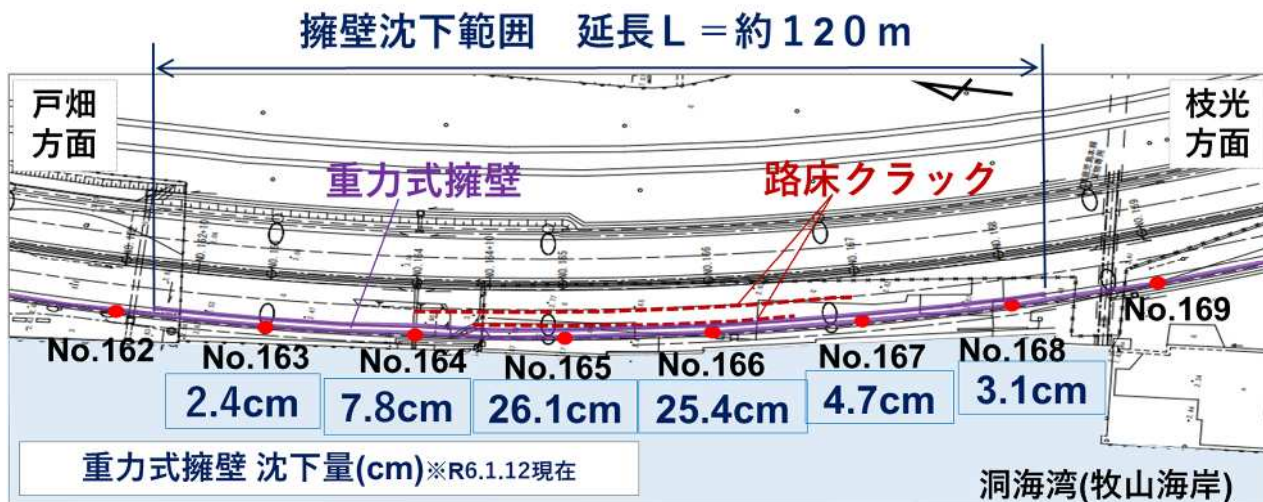 擁壁沈下範囲 延長L=約120m
戸畑
方面
枝光
方面
重力式擁壁
路床クラック
No.162
No.163
No.164
No.165
No.166
No.167
No.168
No.169
2.4cm
7.8cm
26.1cm
25.4cm
4.7cm
3.1cm
重力式擁壁 沈下量(cm)※R6.1.12現在
洞海湾(牧山海岸)